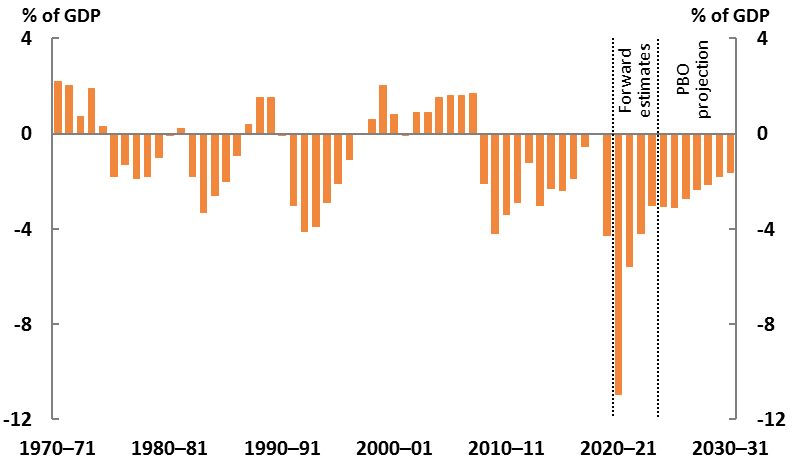 % of GDP
% of GDP
4
4
Forward
estimates
PBO
projection
0
0
-4
-4
-8
-8
-12
-12
1970–71
1980–81
1990–91
2000–01
2010–11
2020–21
2030–31